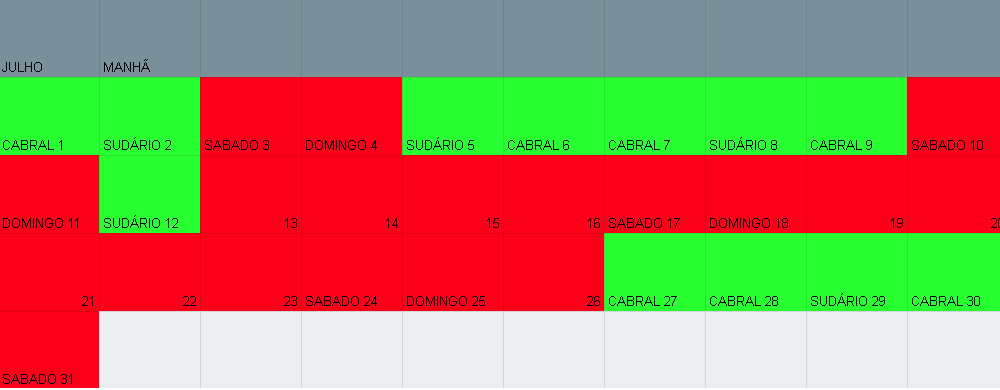 JULHO MANHÃ
CABRAL 1 SUDÁRIO 2 SABADO 3 DOMINGO 4 SUDÁRIO 5 CABRAL 6 CABRAL 7 SUDÁRIO 8 CABRAL 9 SABADO 10
DOMINGO 11 SUDÁRIO 12 13 14 15 16 SABADO 17 DOMINGO 18 19 20
21 22 23 SABADO 24 DOMINGO 25 26 CABRAL 27 CABRAL 28 SUDÁRIO 29 CABRAL 30
SABADO 31